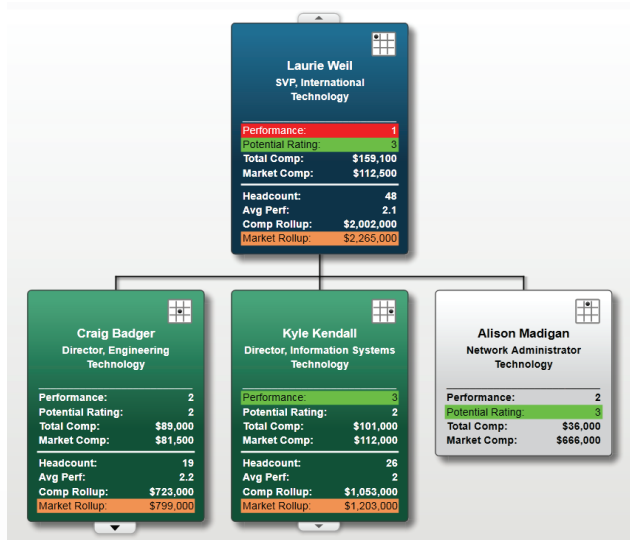 Laurie Weil
SVP, International
Technology
Performance: 1
Potential Rating: 3
Total Comp: $159,100
Market Comp: $112,500
Headcount: 48
Avg Perf: 2.1
Comp Rollup: $2,002,000
Market Rollup: $2,265,000
Craig Badger
Director, Engineering
Technology
Performance: 2
Potential Rating: 2
Total Comp: $89,000
Market Comp: $81,500
Headcount: 19
Avg Perf: 2.2
Comp Rollup: $723,000
Market Rollup: $799,000
Kyle Kendall
Director, Information Systems
Technology
Performance: 3
Potential Rating: 2
Total Comp: $101,000
Market Comp: $112,000
Headcount: 26
Avg Perf: 2
Comp Rollup: $1,053,000
Market Rollup: $1,203,000
Alison Madigan
Network Administrator
Technology
Performance: 2
Potential Rating: 3
Total Comp: $36,000
Market Comp: $666,000